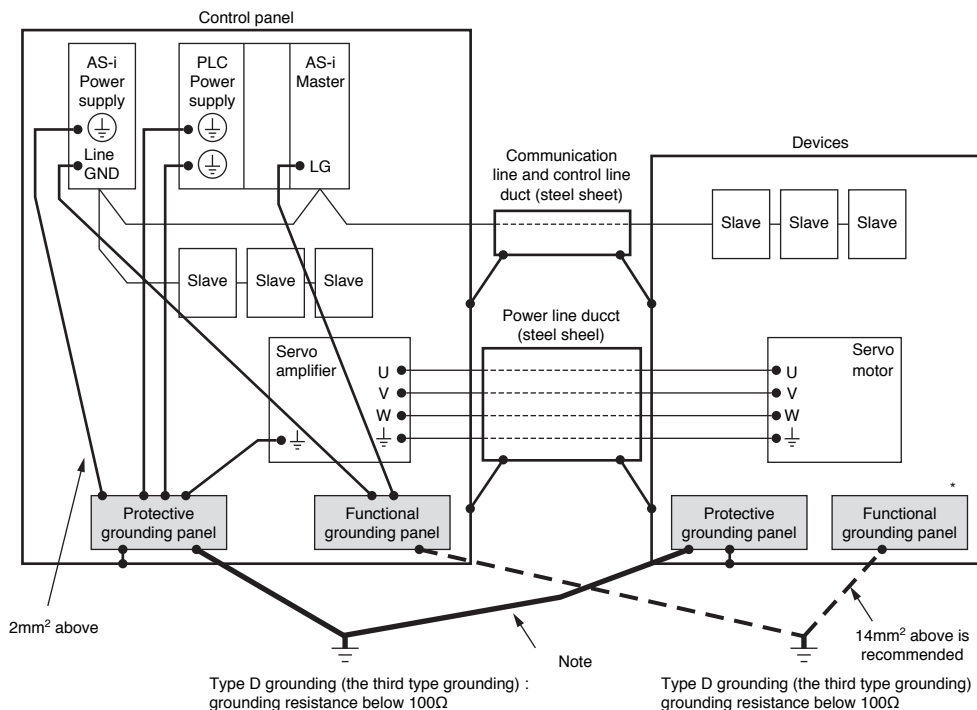 Control panel
AS-i
Power
supply
Line
GND
PLC
Power
supply
AS-i
Master
LG
Communication
line and control line
duct (steel sheet)
Devices
Slave
Slave
Slave
Slave
Slave
Slave
Power line ducct
(steel sheel)
Servo
amplifier
U
V
W
U
V
W
Servo
motor
Protective
grounding panel
Functional
grounding panel
Protective
grounding panel
*
Functional
grounding panel
2mm² above
Note
14mm² above is
recommended
Type D grounding (the third type grounding) :
grounding resistance below 100Ω
Type D grounding (the third type grounding)
grounding resistance below 100Ω